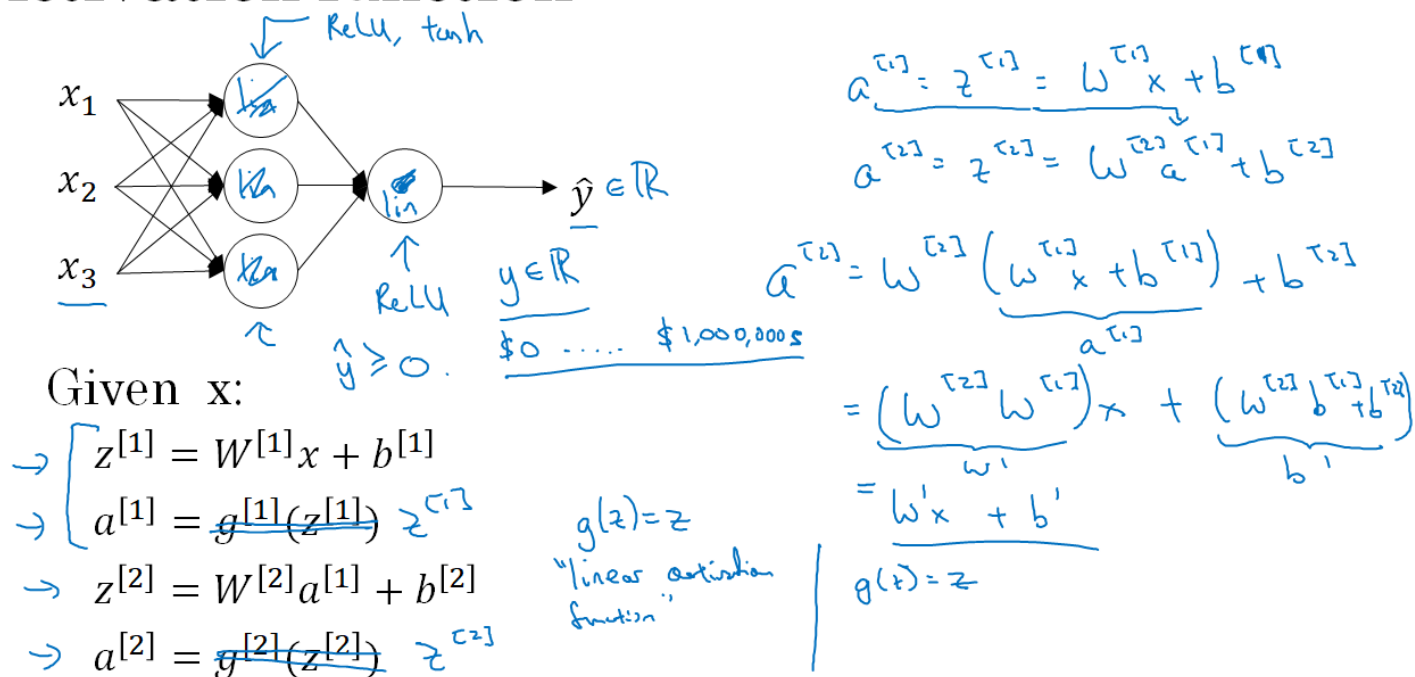 ReLU, tanh
x₁
x₂
x₃
lin
ŷ ∈ ℝ
ReLU
y ∈ ℝ
ŷ ≥ 0.
$0 ..... $1,000,000s
Given x:
→ z^[1] = W^[1]x + b^[1]
→ a^[1] = g^[1](z^[1]) z^[1]
→ z^[2] = W^[2]a^[1] + b^[2]
→ a^[2] = g^[2](z^[2]) z^[2]
g(z) = z
"linear activation
function"
a^[1] = z^[1] = W^[1]x + b^[1]
a^[2] = z^[2] = W^[2]a^[1] + b^[2]
a^[2] = W^[2](W^[1]x + b^[1]) + b^[2]
a^[1]
= (W^[2]W^[1])x + (W^[2]b^[1] + b^[2])
W' b'
= W'x + b'
g(z) = z